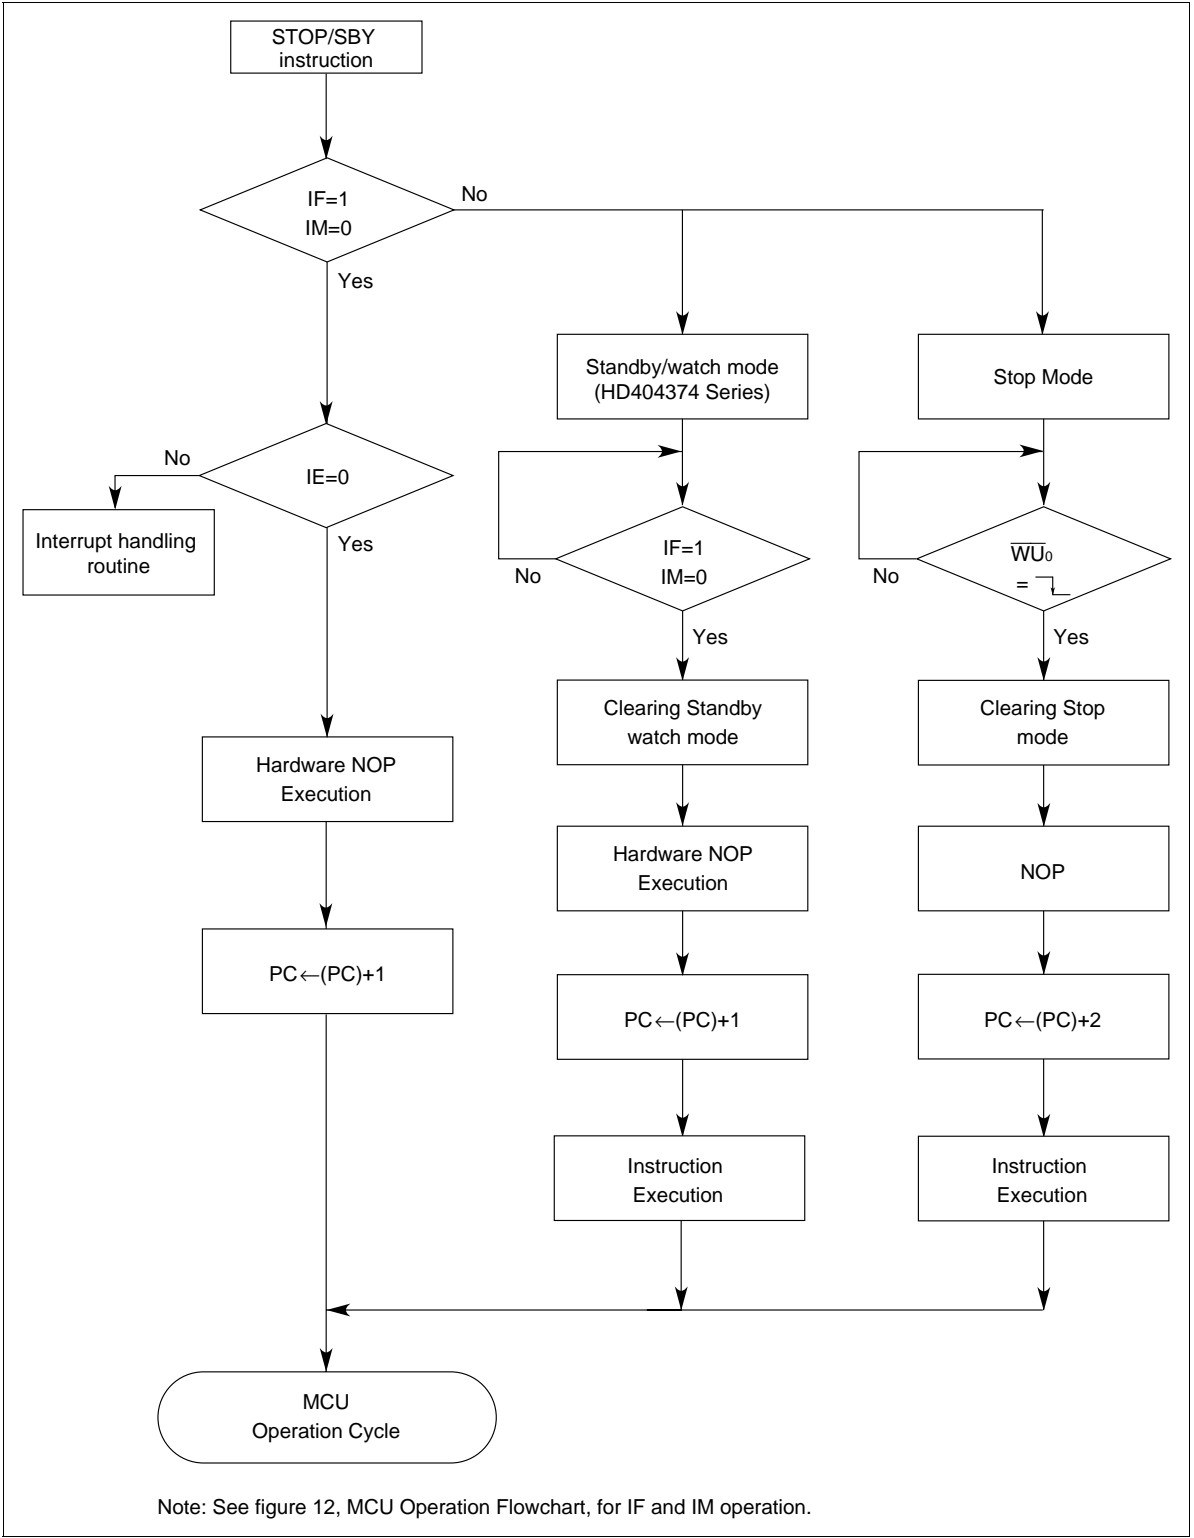 STOP/SBY
instruction
IF=1
IM=0
No
Yes
Standby/watch mode
(HD404374 Series)
Stop Mode
No
IE=0
Yes
Interrupt handling
routine
IF=1
IM=0
No
Yes
WU0
=
No
Yes
Clearing Standby
watch mode
Clearing Stop
mode
Hardware NOP
Execution
Hardware NOP
Execution
NOP
PC←(PC)+1
PC←(PC)+1
PC←(PC)+2
Instruction
Execution
Instruction
Execution
MCU
Operation Cycle
Note: See figure 12, MCU Operation Flowchart, for IF and IM operation.